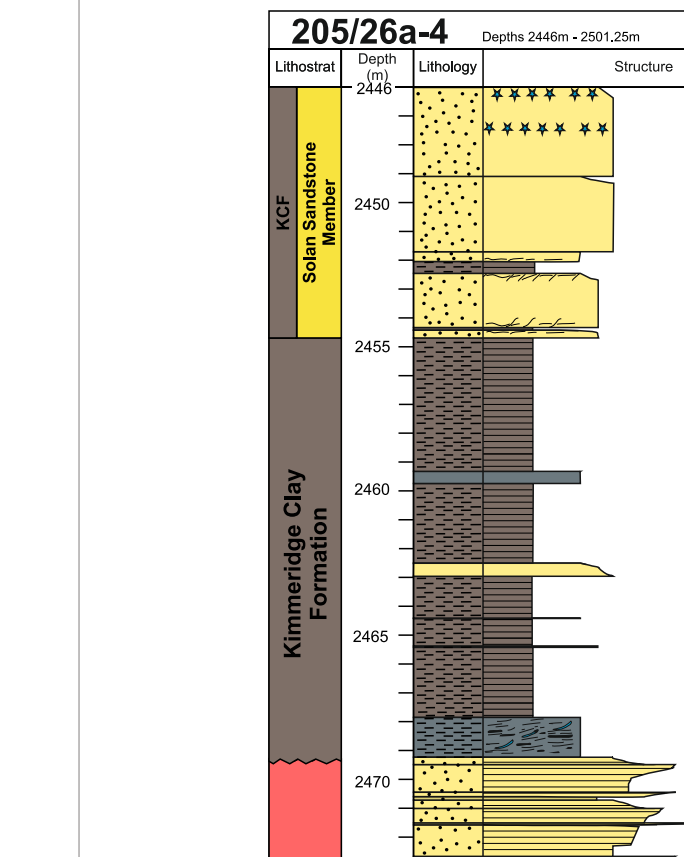 205/26a-4 Depths 2446m - 2501.25m
Lithostrat Depth (m) Lithology Structure
2446
KCF
Solan Sandstone
Member
2450
2455
Kimmeridge Clay
Formation
2460
2465
2470